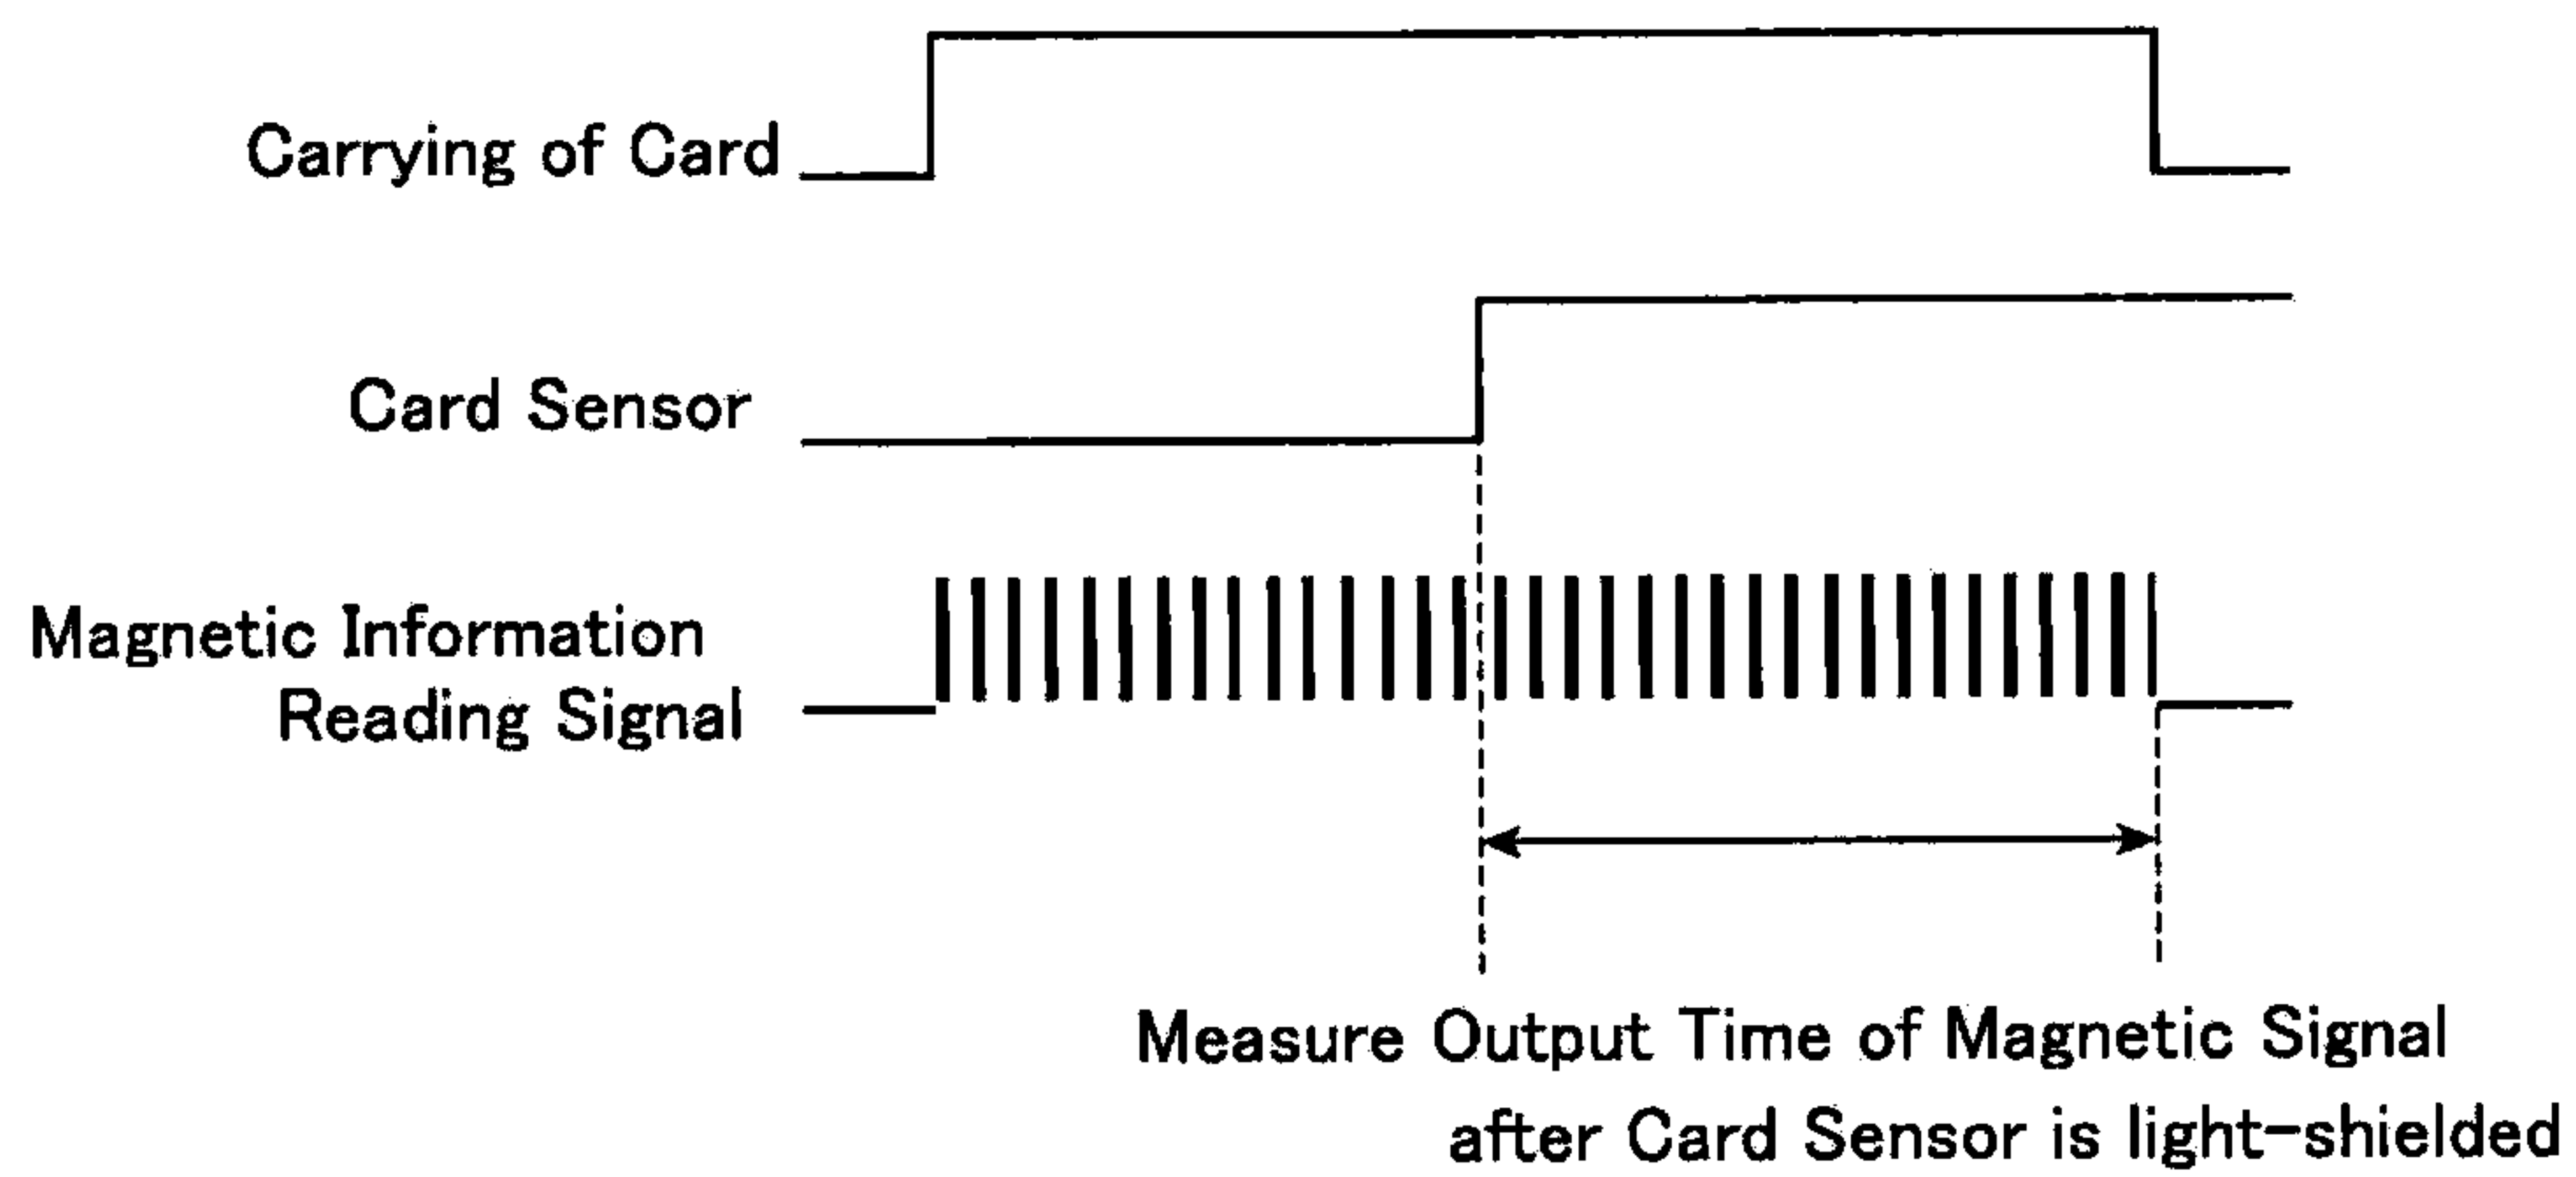 Carrying of Card
Card Sensor
Magnetic Information
Reading Signal
Measure Output Time of Magnetic Signal
after Card Sensor is light-shielded